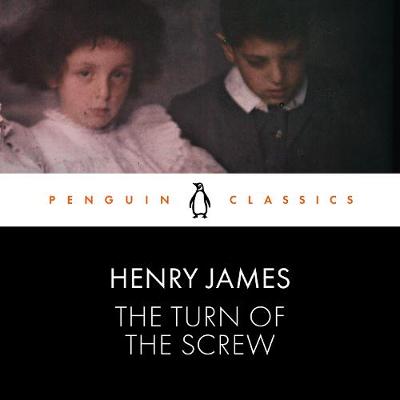 PENGUIN CLASSICS
HENRY JAMES
THE TURN OF
THE SCREW